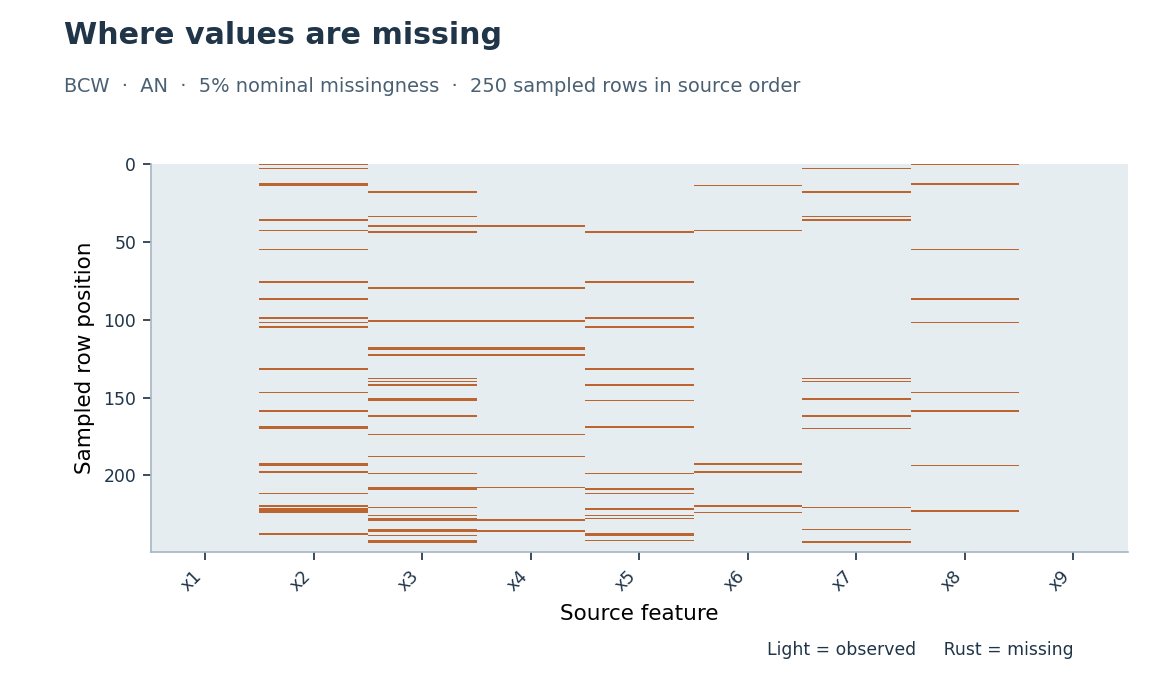 Where values are missing
BCW · AN · 5% nominal missingness · 250 sampled rows in source order
0
50
100
150
200
Sampled row position
x1 x2 x3 x4 x5 x6 x7 x8 x9
Source feature
Light = observed Rust = missing